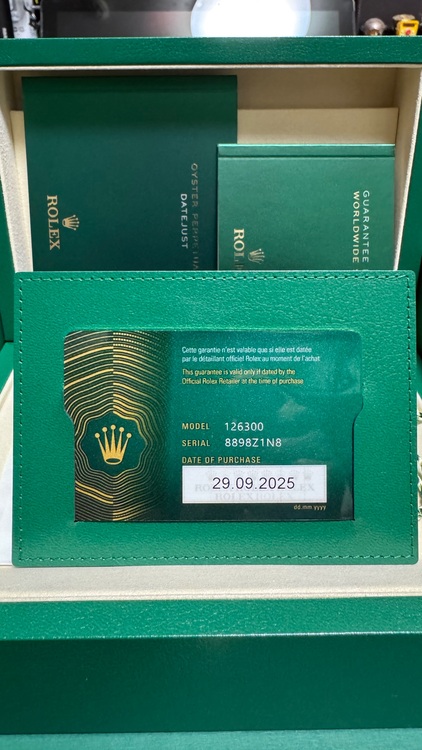 OYSTER PERPETUAL
DATEJUST
ROLEX
GUARANTEE
WORLDWIDE
ROLEX
Cette garantie n'est valable que si elle est datée
par le détaillant officiel Rolex au moment de l'achat
This guarantee is valid only if dated by the
Official Rolex Retailer at the time of purchase
MODEL 126300
SERIAL 8898Z1N8
DATE OF PURCHASE
29.09.2025
dd.mm.yyyy